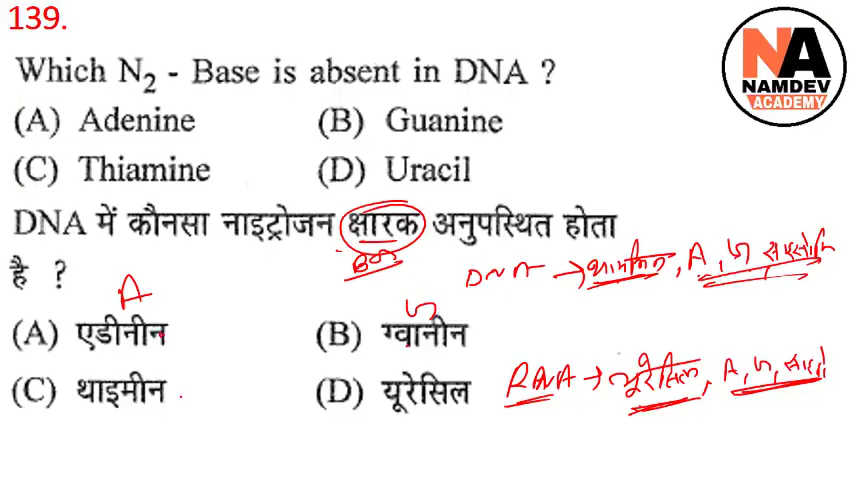 139.
NA
NAMDEV
ACADEMY
Which N₂ - Base is absent in DNA ?
(A) Adenine (B) Guanine
(C) Thiamine (D) Uracil
DNA में कौनसा नाइट्रोजन क्षारक अनुपस्थित होता
है ?
DNA → थायमिन, A,
A
(A) एडीनीन (B) ग्वानीन
(C) थाइमीन (D) यूरेसिल
RNA → यूरेसिल, A,